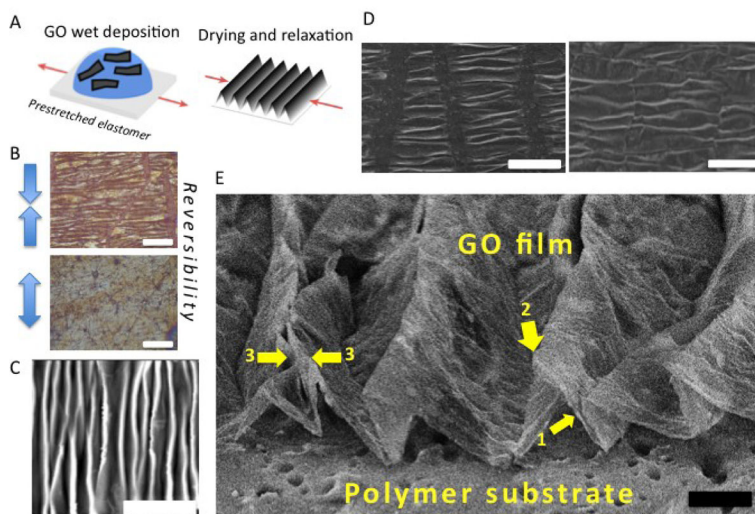 A
GO wet deposition
Drying and relaxation
Prestretched elastomer
B
Reversibility
C
D
E
GO film
2
3
3
1
Polymer substrate